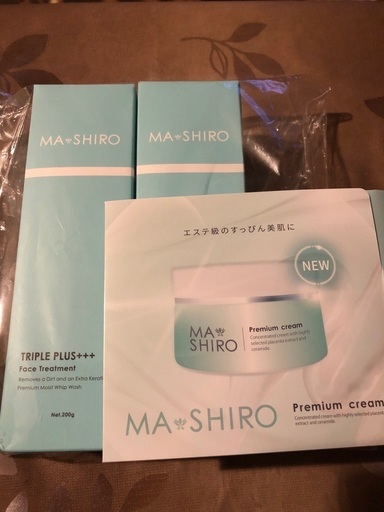 MA SHIRO
MA SHIRO
TRIPLE PLUS+++
Face Treatment
Removes a Dirt and an Extra Kerati
Premium Moist Whip Wash
Net.200g
エステ級のすっぴん美肌に
NEW
MA
SHIRO
Premium cream
Concentrated cream with highly
selected placenta extract and
ceramide.
MA SHIRO
Premium cream
Concentrated cream with highly selected placenta
extract and ceramide.